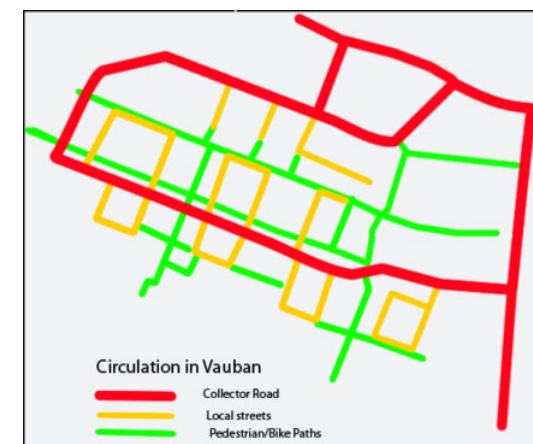 Circulation in Vauban
Collector Road
Local streets
Pedestrian/Bike Paths